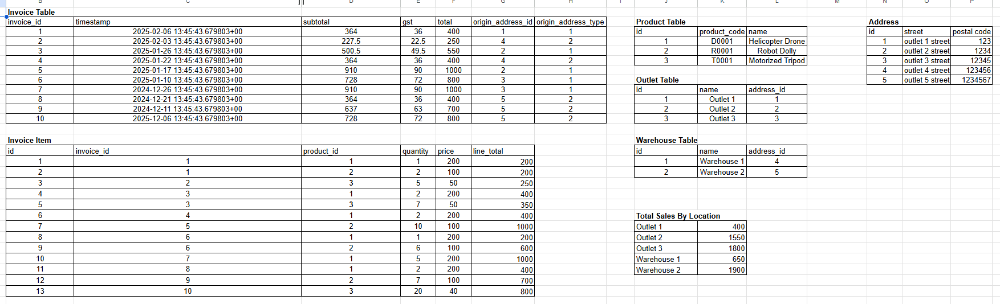 B C D E F G H I J K L M N O P
Invoice Table
invoice_id timestamp subtotal gst total origin_address_id origin_address_type
1 2025-02-06 13:45:43.679803+00 364 36 400 1 1
2 2025-02-03 13:45:43.679803+00 227.5 22.5 250 4 2
3 2025-01-26 13:45:43.679803+00 500.5 49.5 550 2 1
4 2025-01-22 13:45:43.679803+00 364 36 400 4 2
5 2025-01-17 13:45:43.679803+00 910 90 1000 2 1
6 2025-01-10 13:45:43.679803+00 728 72 800 3 1
7 2024-12-26 13:45:43.679803+00 910 90 1000 3 1
8 2024-12-21 13:45:43.679803+00 364 36 400 5 2
9 2024-12-11 13:45:43.679803+00 637 63 700 5 2
10 2025-12-06 13:45:43.679803+00 728 72 800 5 2
Invoice Item
id invoice_id product_id quantity price line_total
1 1 1 1 200 200
2 1 2 2 100 200
3 2 3 5 50 250
4 3 1 2 200 400
5 3 3 7 50 350
6 4 1 2 200 400
7 5 2 10 100 1000
8 6 1 1 200 200
9 6 2 6 100 600
10 7 1 5 200 1000
11 8 1 2 200 400
12 9 2 7 100 700
13 10 3 20 40 800
Product Table
id product_code name
1 D0001 Helicopter Drone
2 R0001 Robot Dolly
3 T0001 Motorized Tripod
Outlet Table
id name address_id
1 Outlet 1 1
2 Outlet 2 2
3 Outlet 3 3
Warehouse Table
id name address_id
1 Warehouse 1 4
2 Warehouse 2 5
Total Sales By Location
Outlet 1 400
Outlet 2 1550
Outlet 3 1800
Warehouse 1 650
Warehouse 2 1900
Address
id street postal code
1 outlet 1 street 123
2 outlet 2 street 1234
3 outlet 3 street 12345
4 outlet 4 street 123456
5 outlet 5 street 1234567